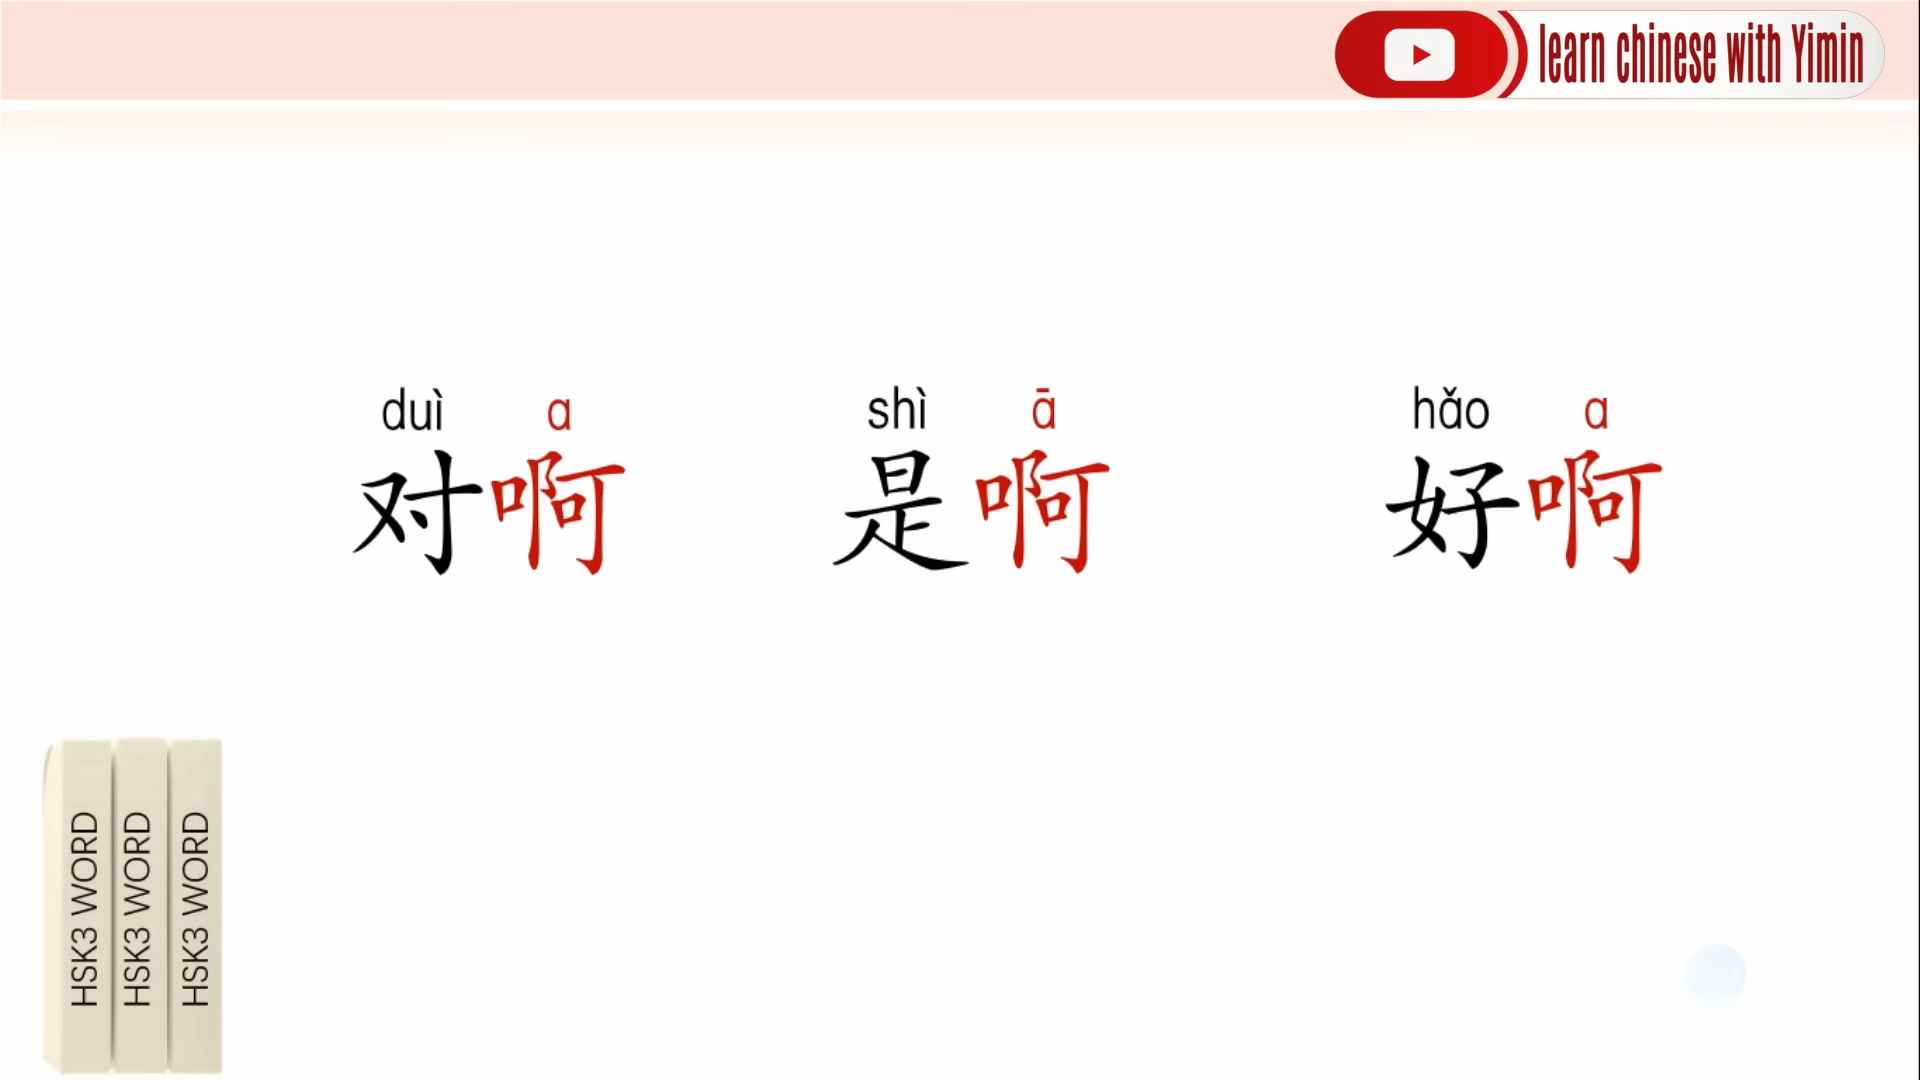 learn chinese with Yimin
duì a shì ā hǎo a
对啊 是啊 好啊
HSK3 WORD
HSK3 WORD
HSK3 WORD